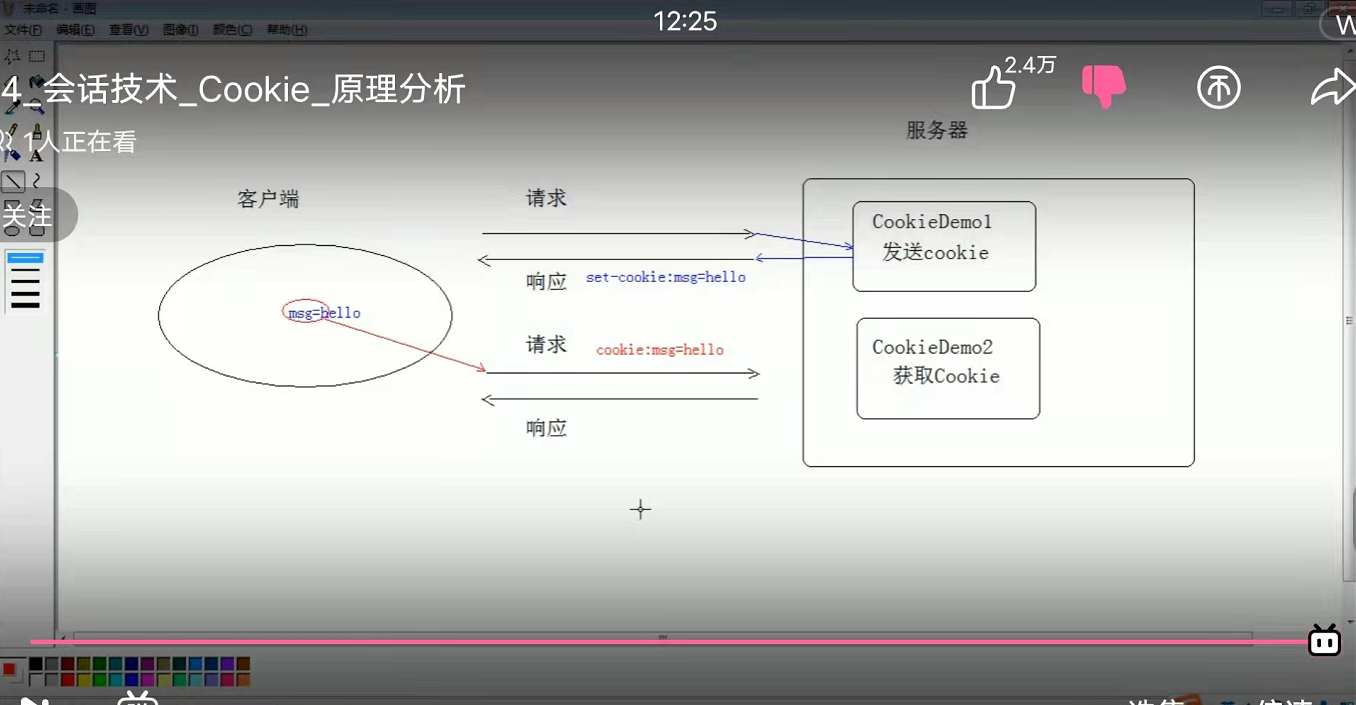 未命名 - 画图
12:25
文件(F) 编辑(E) 查看(V) 图像(I) 颜色(C) 帮助(H)
4_会话技术_Cookie_原理分析
2.4万
1人正在看
关注
A
服务器
客户端
请求
CookieDemo1
发送cookie
响应
set-cookie:msg=hello
msg=hello
请求
cookie:msg=hello
CookieDemo2
获取Cookie
响应